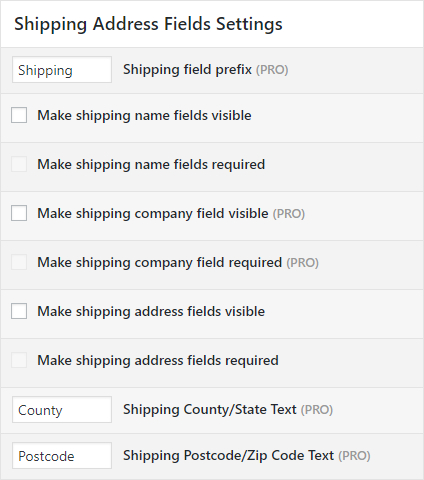 Shipping Address Fields Settings
Shipping Shipping field prefix (PRO)
Make shipping name fields visible
Make shipping name fields required
Make shipping company field visible (PRO)
Make shipping company field required (PRO)
Make shipping address fields visible
Make shipping address fields required
County Shipping County/State Text (PRO)
Postcode Shipping Postcode/Zip Code Text (PRO)